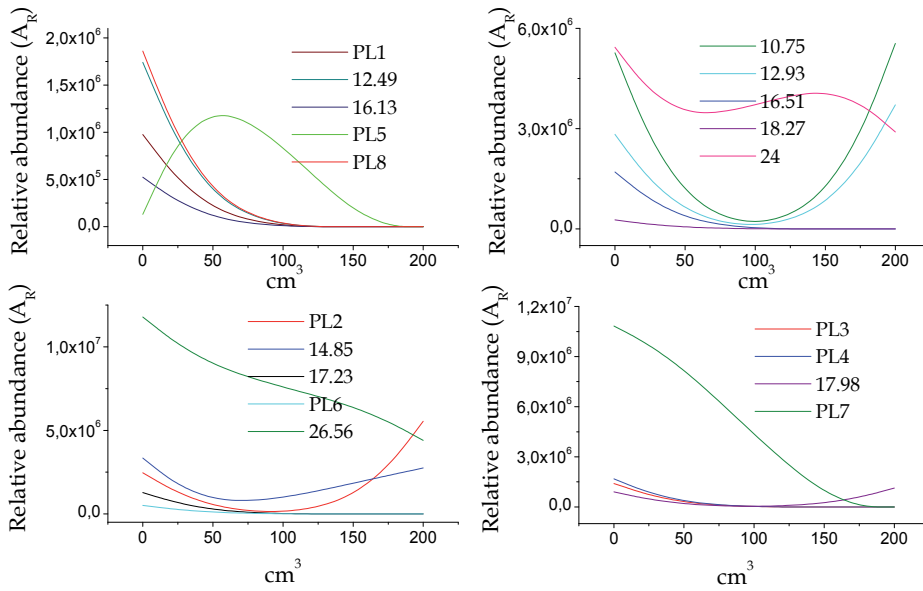 Relative abundance (A_R)
2,0x10⁶
1,5x10⁶
1,0x10⁶
5,0x10⁵
0,0
PL1
12.49
16.13
PL5
PL8
0 50 100 150 200
cm³
Relative abundance (A_R)
6,0x10⁶
3,0x10⁶
0,0
10.75
12.93
16.51
18.27
24
0 50 100 150 200
cm³
Relative abundance (A_R)
1,0x10⁷
5,0x10⁶
0,0
PL2
14.85
17.23
PL6
26.56
0 50 100 150 200
cm³
Relative abundance (A_R)
1,2x10⁷
9,0x10⁶
6,0x10⁶
3,0x10⁶
0,0
PL3
PL4
17.98
PL7
0 50 100 150 200
cm³